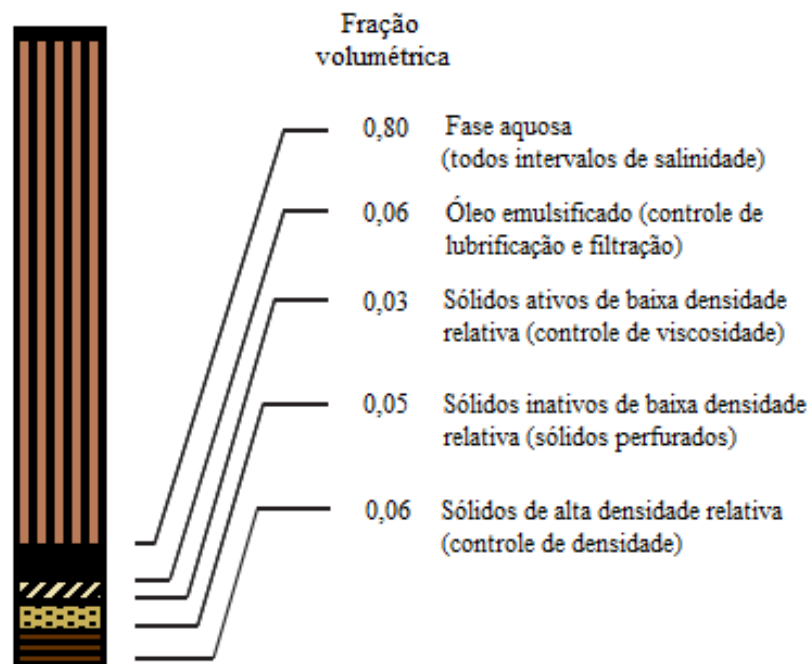 Fração
volumétrica
0,80 Fase aquosa
(todos intervalos de salinidade)
0,06 Óleo emulsificado (controle de
lubrificação e filtração)
0,03 Sólidos ativos de baixa densidade
relativa (controle de viscosidade)
0,05 Sólidos inativos de baixa densidade
relativa (sólidos perfurados)
0,06 Sólidos de alta densidade relativa
(controle de densidade)